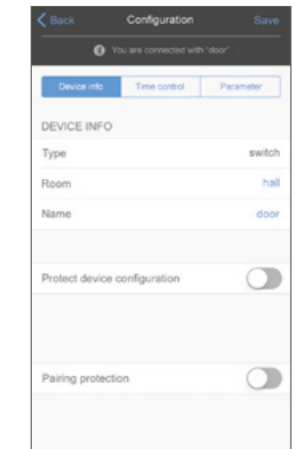 Back Configuration Save
You are connected with "door"
Device info Time control Parameter
DEVICE INFO
Type switch
Room hall
Name door
Protect device configuration
Pairing protection